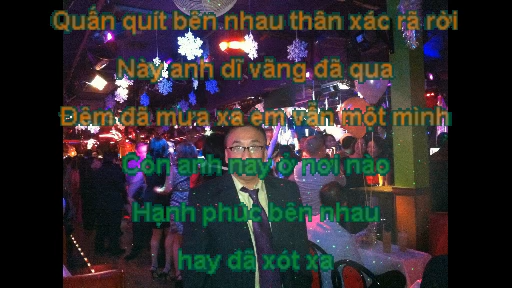 Quấn quít bên nhau thân xác rã rời
Này anh dĩ vãng đã qua
Đêm đã mưa xa em vẫn một mình
Còn anh nay ở nơi nào
Hạnh phúc bên nhau
hay đã xót xa